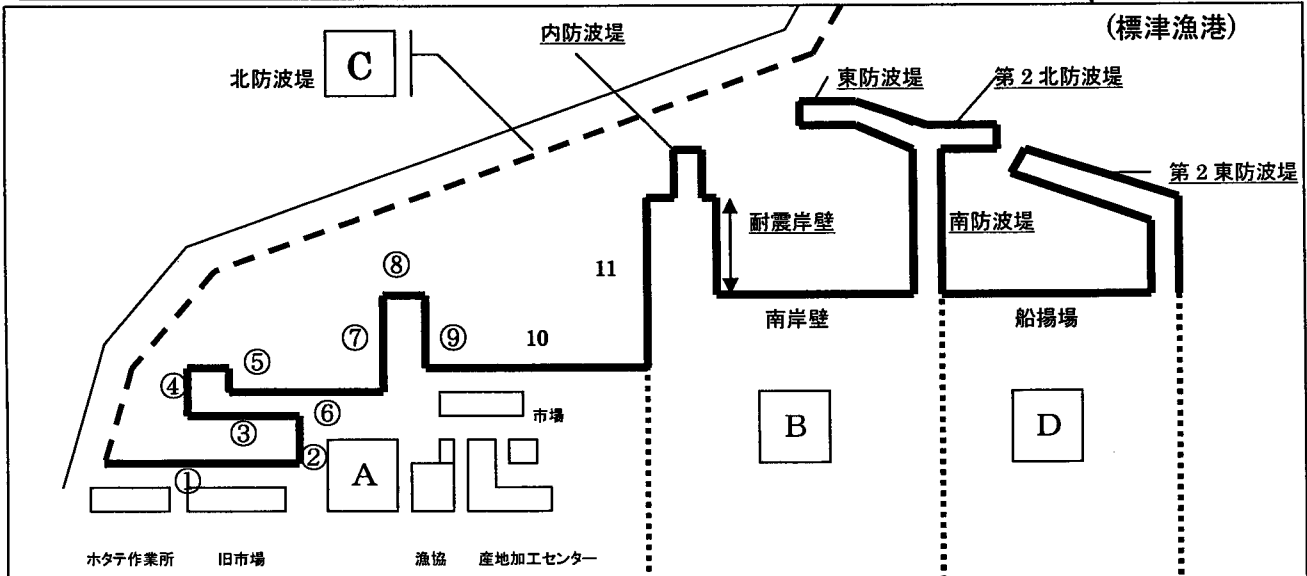 (標津漁港)
内防波堤
北防波堤
C
東防波堤
第2北防波堤
第2東防波堤
耐震岸壁
南防波堤
⑧
11
⑦
⑨
10
南岸壁
船揚場
⑤
④
⑥
③
市場
②
①
A
B
D
ホタテ作業所
旧市場
漁協
産地加工センター